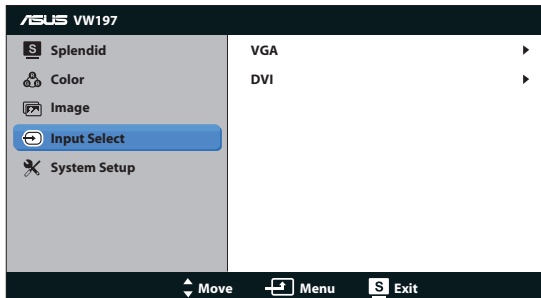 ASUS VW197
S Splendid
Color
Image
Input Select
System Setup
VGA
DVI
Move Menu S Exit